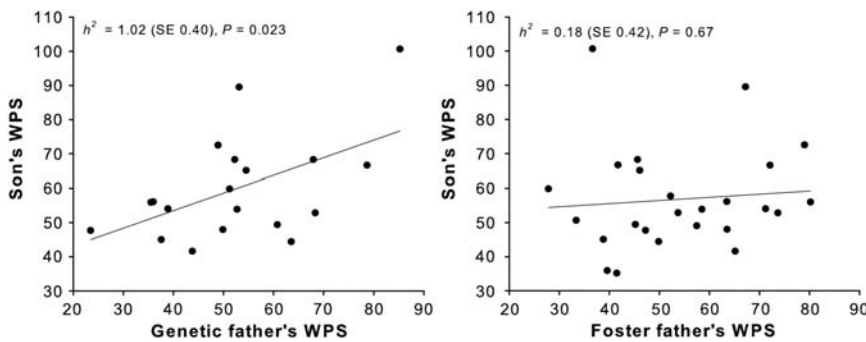 h² = 1.02 (SE 0.40), P = 0.023
110
100
90
80
70
60
50
40
30
Son's WPS
20 30 40 50 60 70 80 90
Genetic father's WPS
h² = 0.18 (SE 0.42), P = 0.67
110
100
90
80
70
60
50
40
30
Son's WPS
20 30 40 50 60 70 80 90
Foster father's WPS